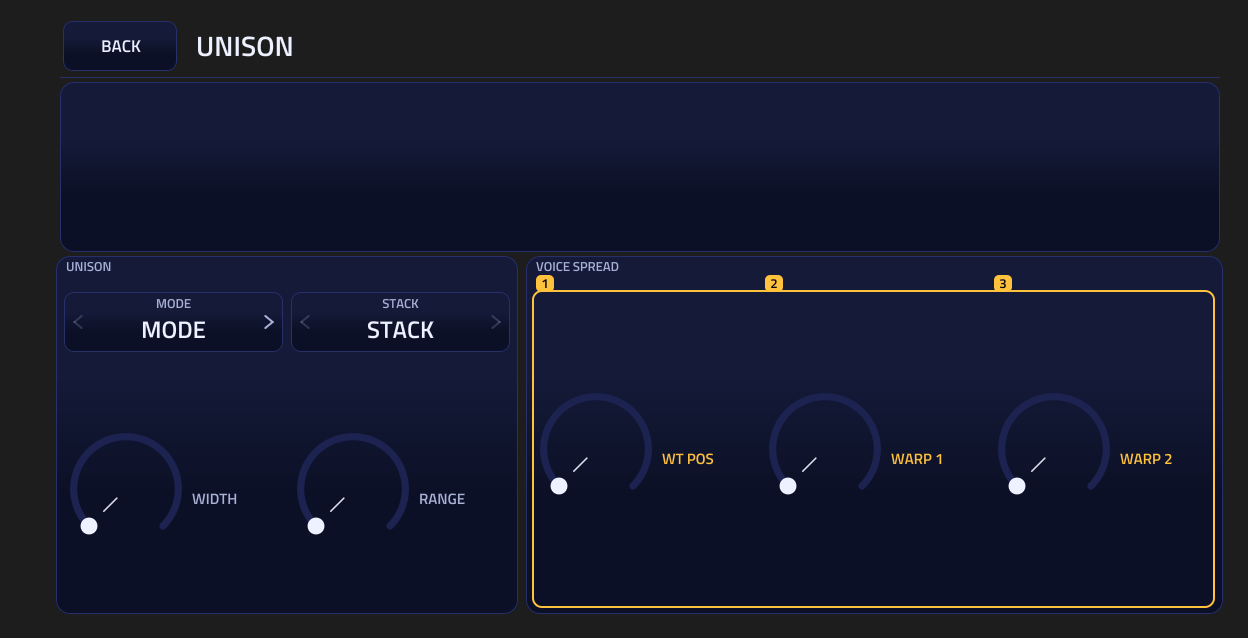 BACK
UNISON
UNISON
MODE
MODE
STACK
STACK
WIDTH
RANGE
VOICE SPREAD
1
2
3
WT POS
WARP 1
WARP 2